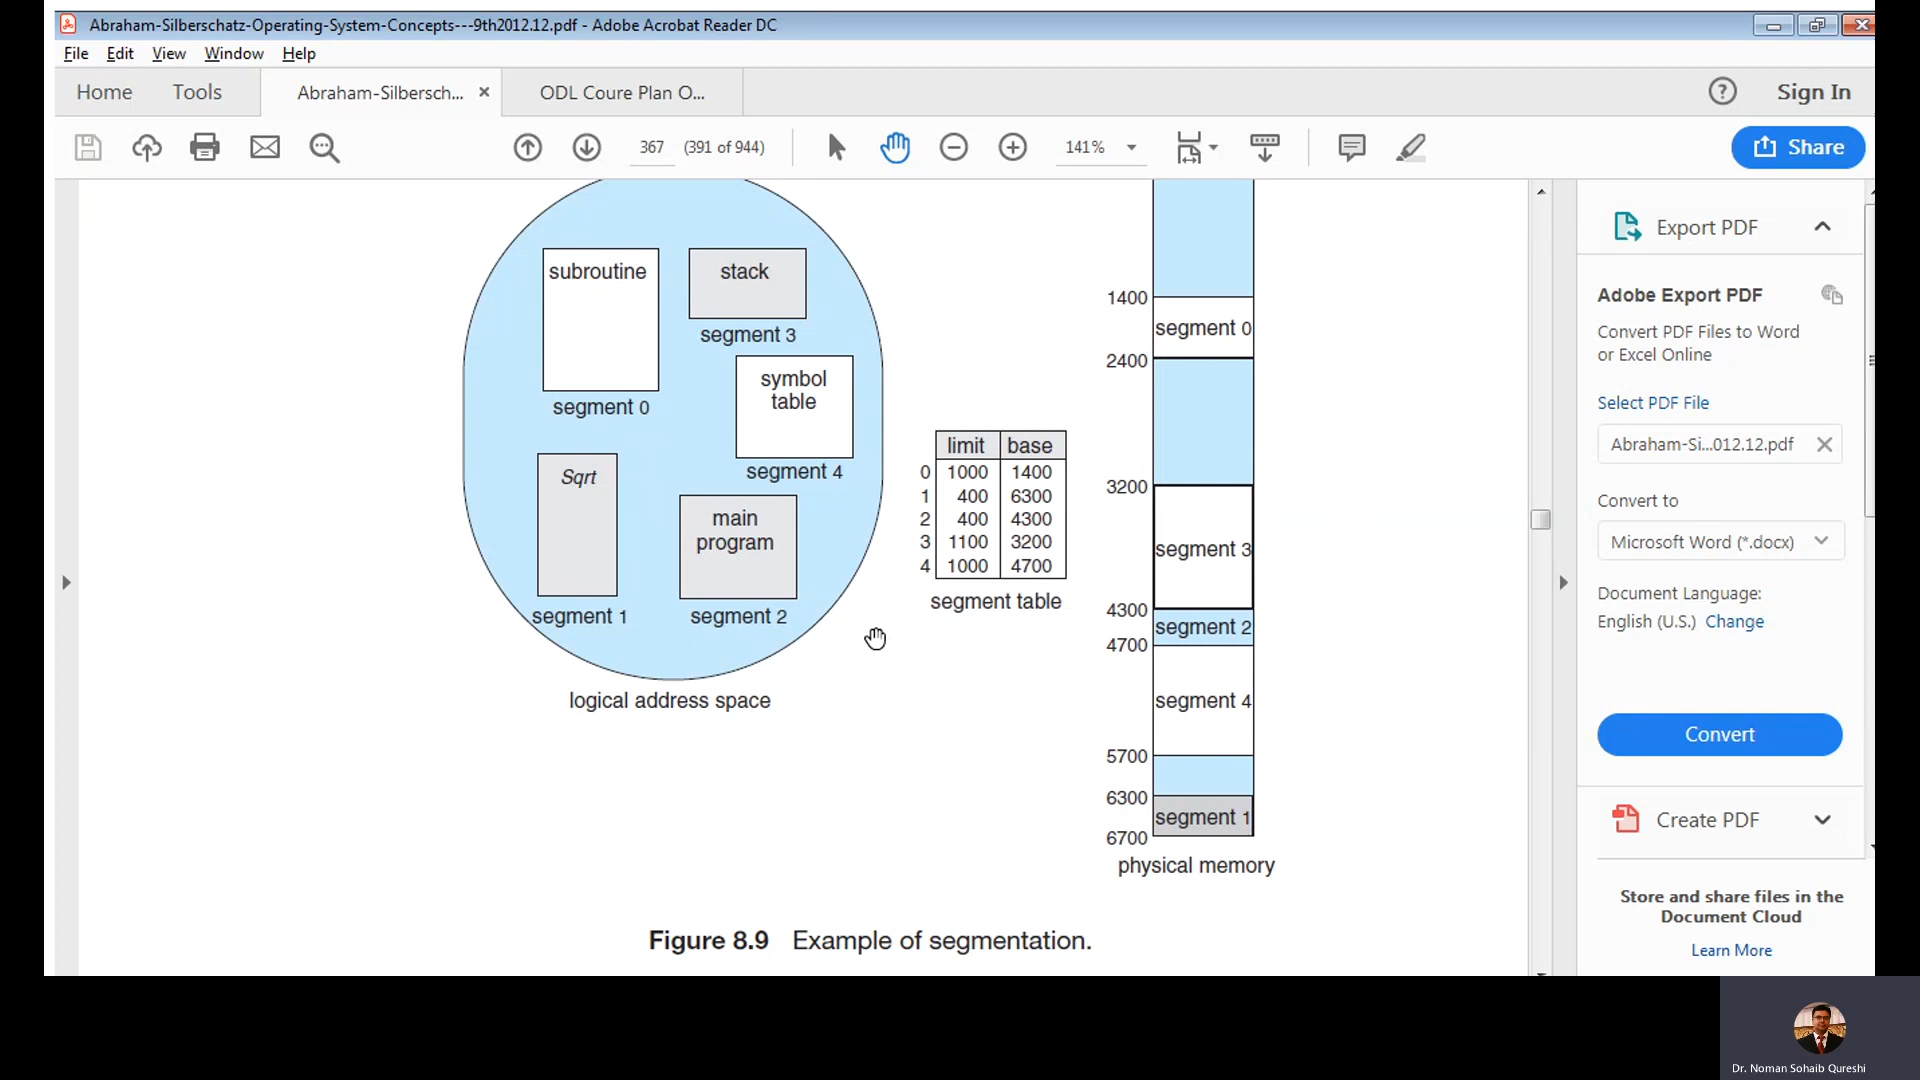 Abraham-Silberschatz-Operating-System-Concepts---9th2012.12.pdf - Adobe Acrobat Reader DC
File Edit View Window Help
Home Tools Abraham-Silbersch... ODL Coure Plan O... Sign In
367 (391 of 944) 141% Share
subroutine
segment 0
stack
segment 3
symbol
table
segment 4
Sqrt
segment 1
main
program
segment 2
logical address space
limit base
0 1000 1400
1 400 6300
2 400 4300
3 1100 3200
4 1000 4700
segment table
1400
segment 0
2400
3200
segment 3
4300
segment 2
4700
segment 4
5700
6300
segment 1
6700
physical memory
Figure 8.9 Example of segmentation.
Export PDF
Adobe Export PDF
Convert PDF Files to Word
or Excel Online
Select PDF File
Abraham-Si...012.12.pdf
Convert to
Microsoft Word (*.docx)
Document Language:
English (U.S.) Change
Convert
Create PDF
Store and share files in the
Document Cloud
Learn More
Dr. Noman Sohaib Qureshi